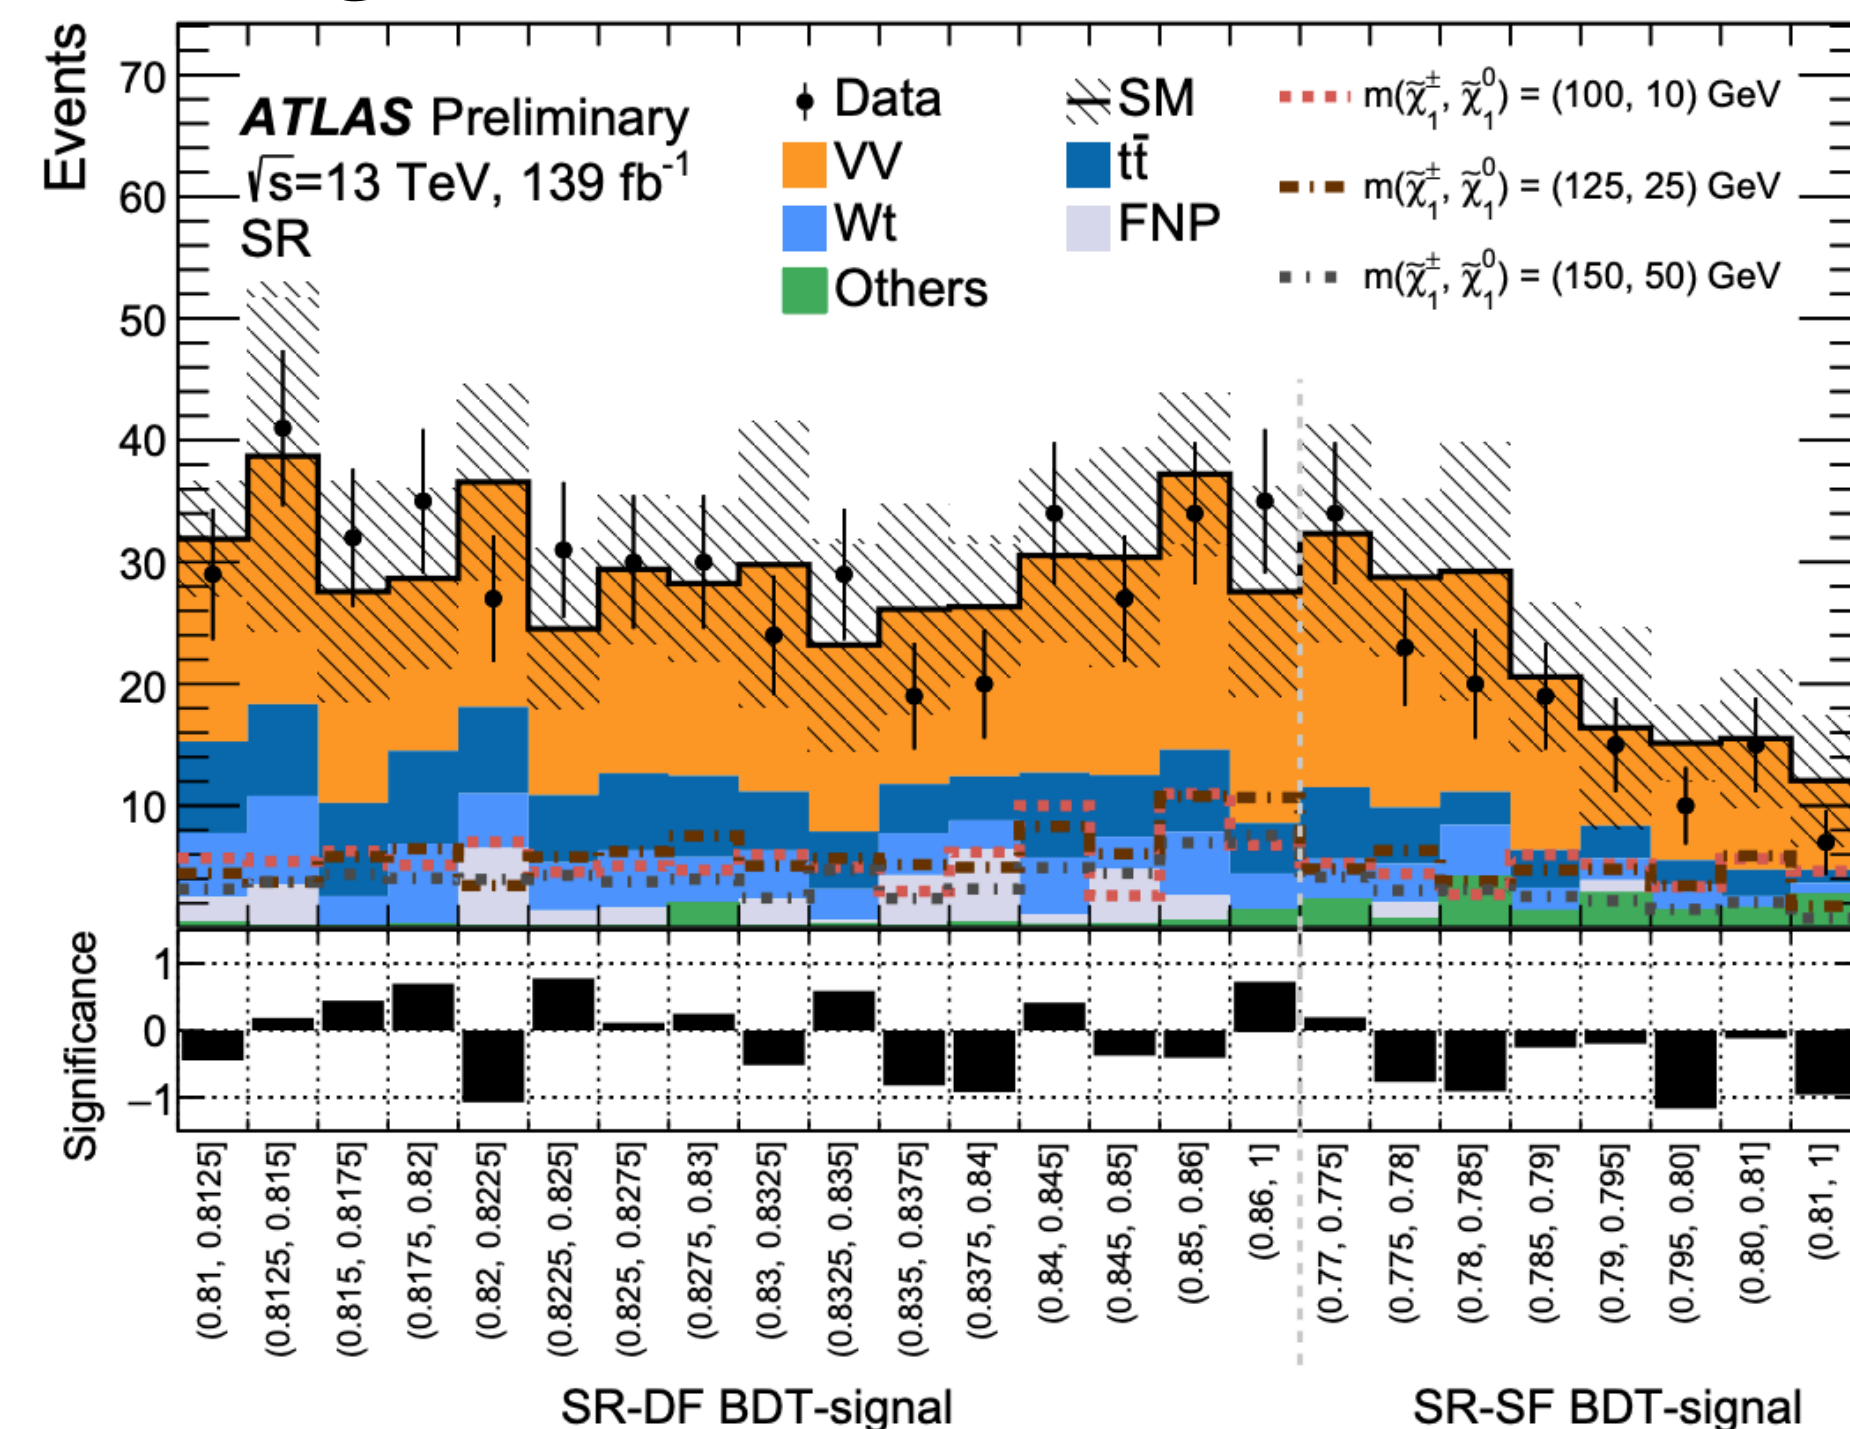 Events
70
60
50
40
30
20
10
ATLAS Preliminary
√s=13 TeV, 139 fb⁻¹
SR
Data
VV
Wt
Others
SM
tt̄
FNP
m(χ̃₁±, χ̃₁⁰) = (100, 10) GeV
m(χ̃₁±, χ̃₁⁰) = (125, 25) GeV
m(χ̃₁±, χ̃₁⁰) = (150, 50) GeV
Significance
1
0
−1
(0.81, 0.8125]
(0.8125, 0.815]
(0.815, 0.8175]
(0.8175, 0.82]
(0.82, 0.8225]
(0.8225, 0.825]
(0.825, 0.8275]
(0.8275, 0.83]
(0.83, 0.8325]
(0.8325, 0.835]
(0.835, 0.8375]
(0.8375, 0.84]
(0.84, 0.845]
(0.845, 0.85]
(0.85, 0.86]
(0.86, 1]
(0.77, 0.775]
(0.775, 0.78]
(0.78, 0.785]
(0.785, 0.79]
(0.79, 0.795]
(0.795, 0.80]
(0.80, 0.81]
(0.81, 1]
SR-DF BDT-signal
SR-SF BDT-signal